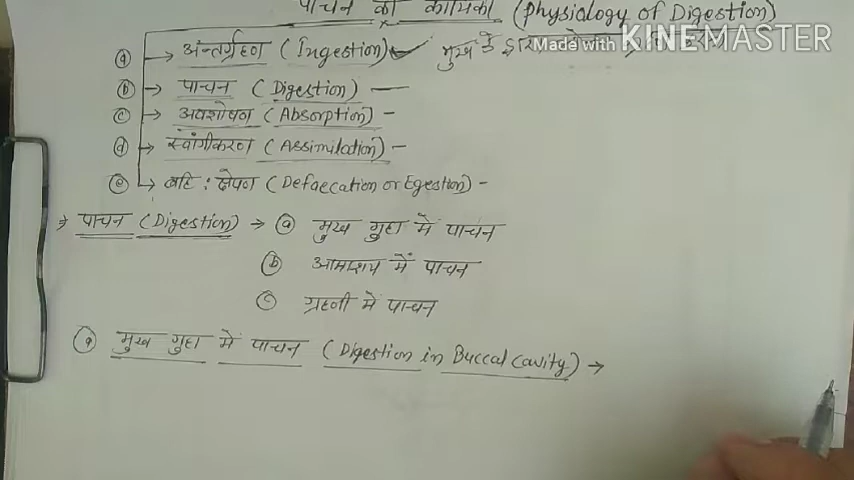 पाचन की कायिकी (Physiology of Digestion)
Made with KINEMASTER
(a) → अन्तर्ग्रहण (Ingestion) मुख के द्वारा
(b) → पाचन (Digestion) —
(c) → अवशोषण (Absorption) –
(d) → स्वांगीकरण (Assimilation) –
(e) → बहि: क्षेपण (Defaecation or Egestion) –
→ पाचन (Digestion) → (a) मुख गुहा में पाचन
(b) आमाशय में पाचन
(c) ग्रहनी में पाचन
(a) मुख गुहा में पाचन (Digestion in Buccal Cavity) →